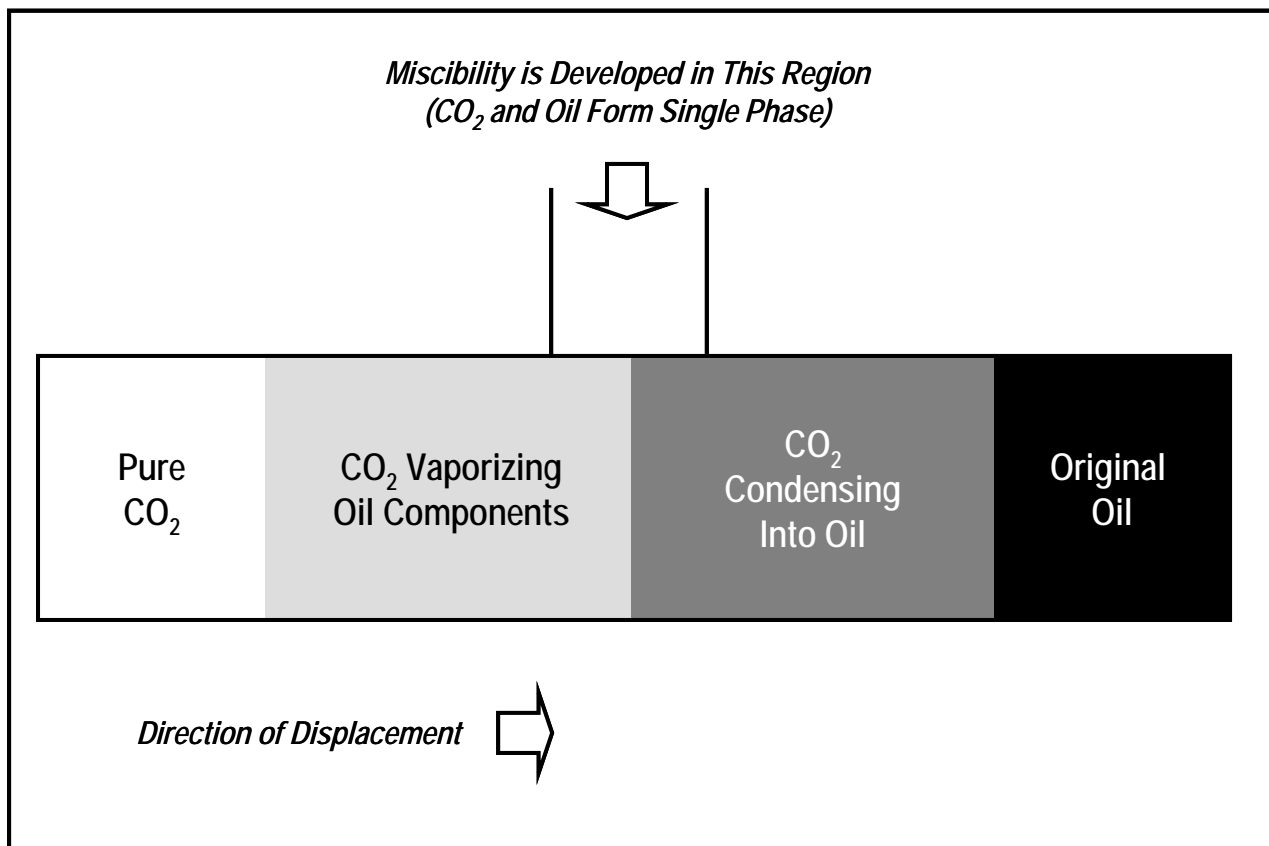 Miscibility is Developed in This Region
(CO₂ and Oil Form Single Phase)
Pure
CO₂
CO₂ Vaporizing
Oil Components
CO₂
Condensing
Into Oil
Original
Oil
Direction of Displacement